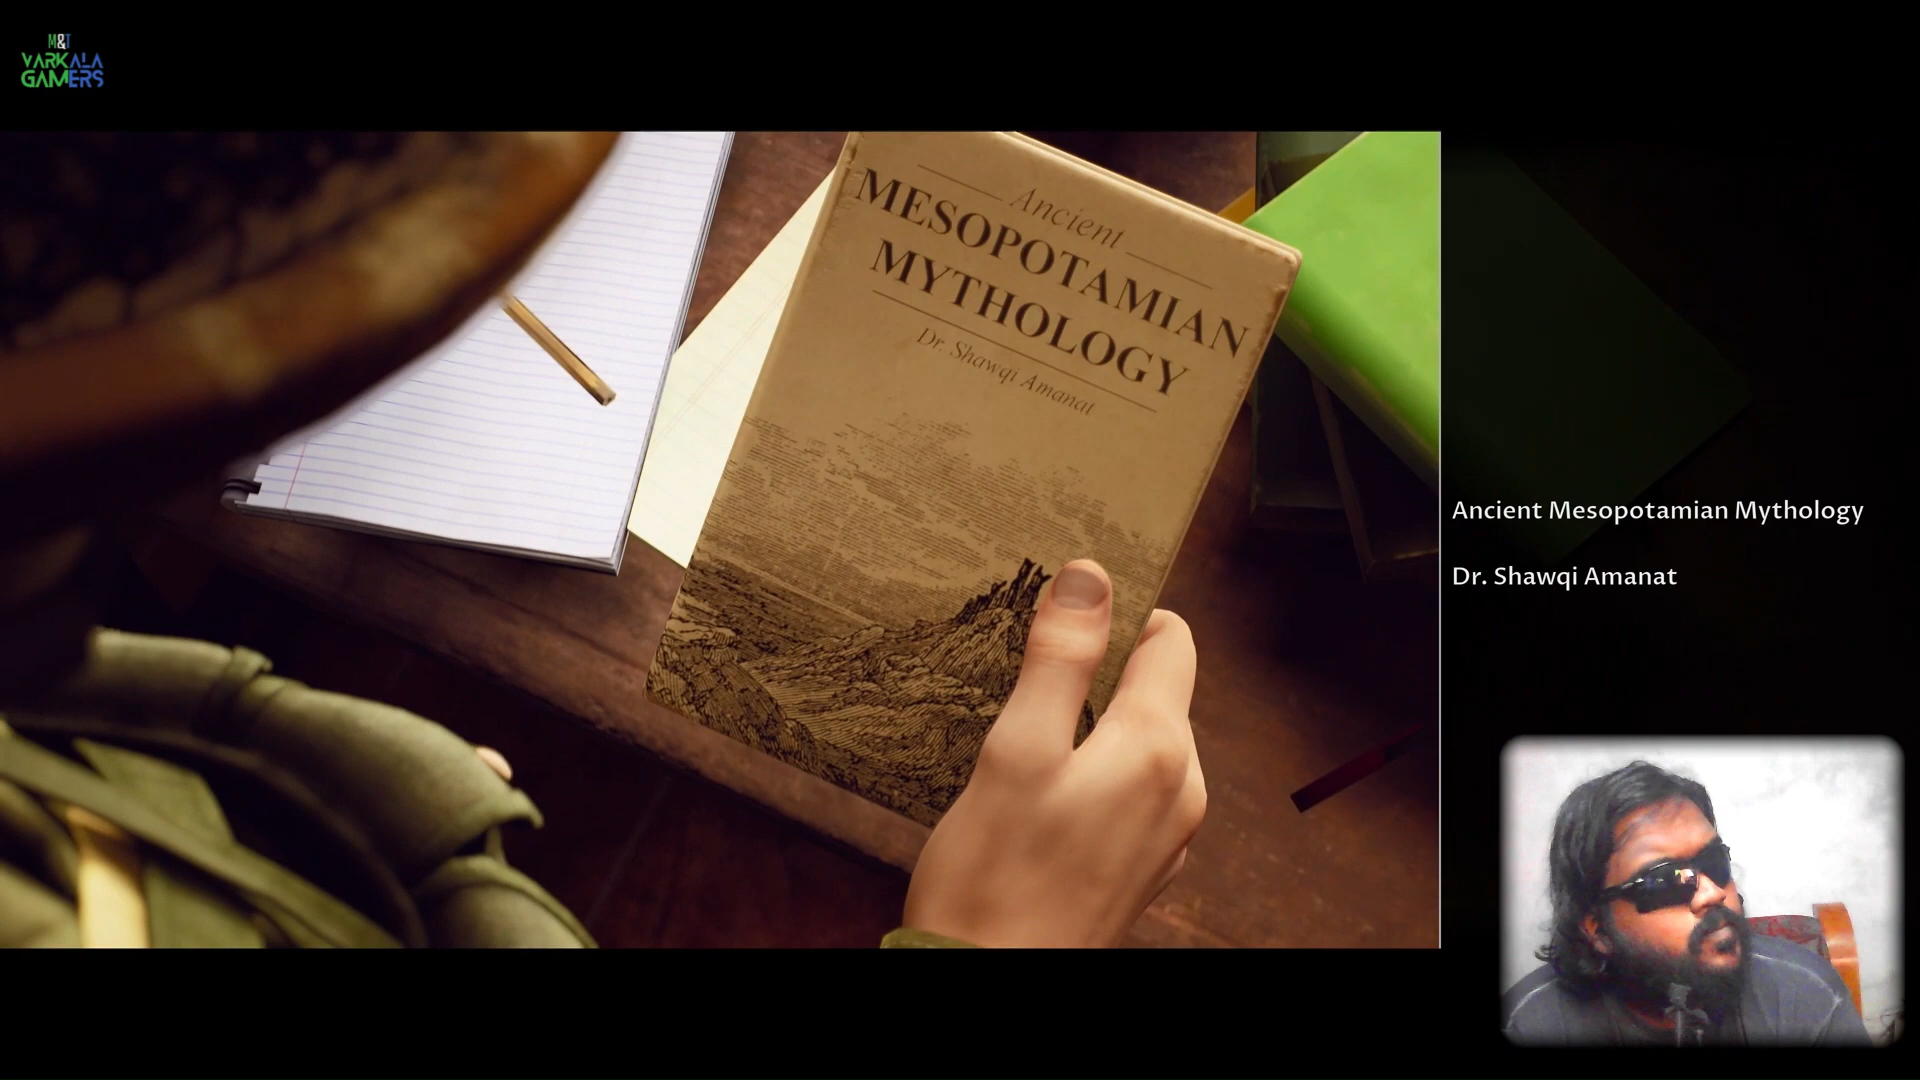 M&T
VARKALA
GAMERS
Ancient
MESOPOTAMIAN
MYTHOLOGY
Dr. Shawqi Amanat
Ancient Mesopotamian Mythology
Dr. Shawqi Amanat